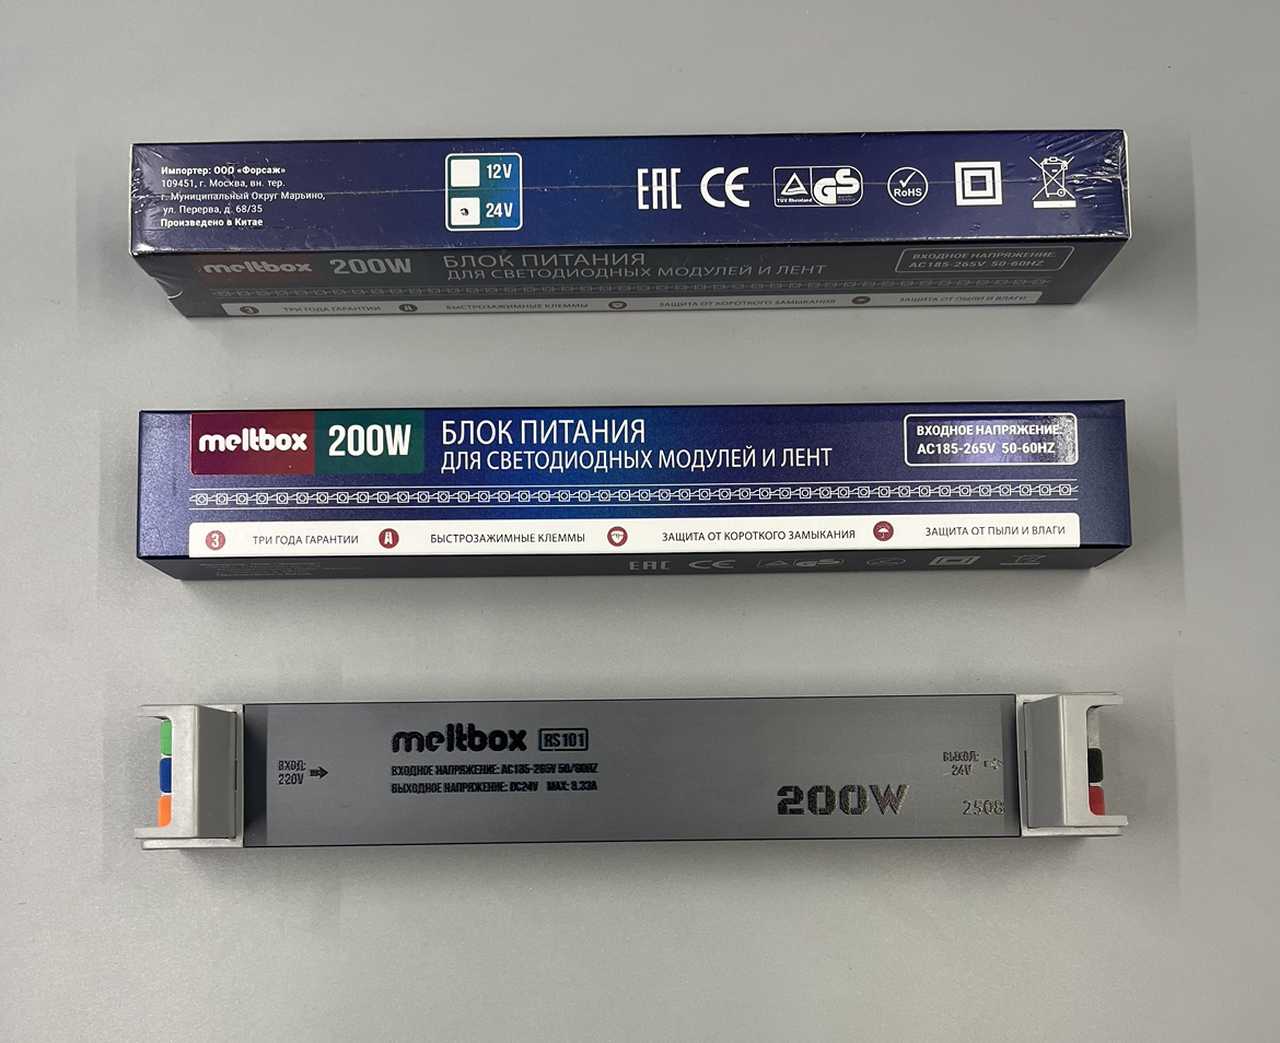 Импортер: ООО «Форсаж»
109451, г. Москва, вн. тер.
г. Муниципальный Округ Марьино,
ул. Перерва, д. 68/35
Произведено в Китае
12V
24V
EAC CE
TÜV Rheinland GS
RoHS
meltbox 200W
БЛОК ПИТАНИЯ
ДЛЯ СВЕТОДИОДНЫХ МОДУЛЕЙ И ЛЕНТ
ВХОДНОЕ НАПРЯЖЕНИЕ
AC185-265V 50-60HZ
3 ТРИ ГОДА ГАРАНТИИ БЫСТРОЗАЖИМНЫЕ КЛЕММЫ ЗАЩИТА ОТ КОРОТКОГО ЗАМЫКАНИЯ ЗАЩИТА ОТ ПЫЛИ И ВЛАГИ
meltbox 200W
БЛОК ПИТАНИЯ
ДЛЯ СВЕТОДИОДНЫХ МОДУЛЕЙ И ЛЕНТ
ВХОДНОЕ НАПРЯЖЕНИЕ
AC185-265V 50-60HZ
3 ТРИ ГОДА ГАРАНТИИ БЫСТРОЗАЖИМНЫЕ КЛЕММЫ ЗАЩИТА ОТ КОРОТКОГО ЗАМЫКАНИЯ ЗАЩИТА ОТ ПЫЛИ И ВЛАГИ
EAC CE GS
meltbox RS101
ВХОД:
220V
ВХОДНОЕ НАПРЯЖЕНИЕ: AC185-265V 50/60HZ
ВЫХОДНОЕ НАПРЯЖЕНИЕ: DC24V MAX: 8.33A
200W
ВЫХОД:
24V
2508